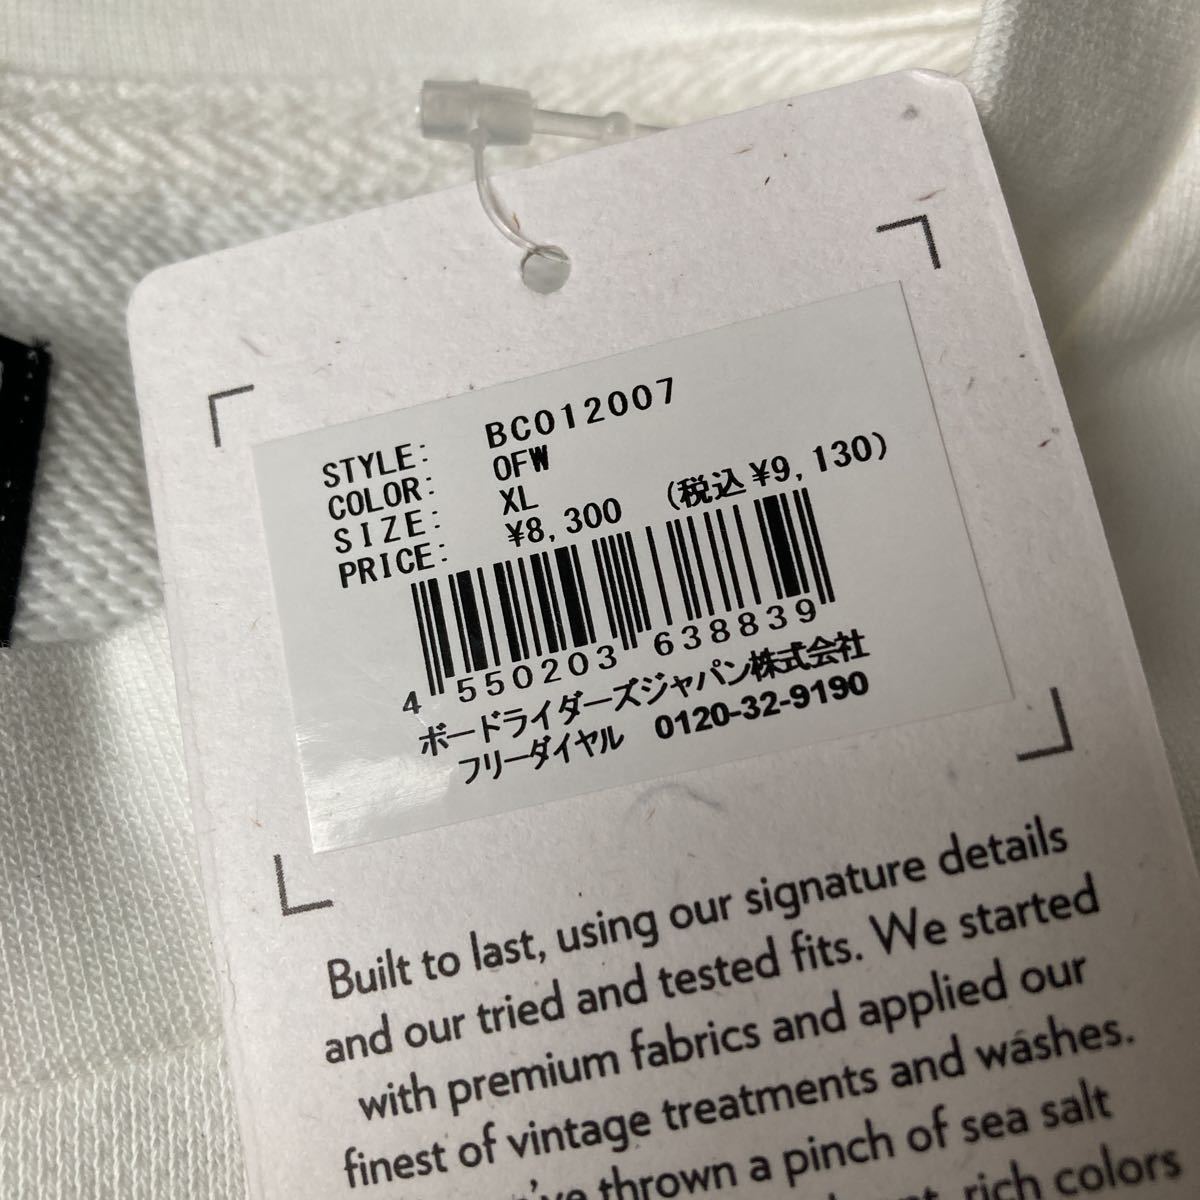 STYLE: BC012007
COLOR: OFW
SIZE: XL
PRICE: ¥8,300 (税込¥9,130)
4 550203 638839
ボードライダーズジャパン株式会社
フリーダイヤル 0120-32-9190
Built to last, using our signature details
and our tried and tested fits. We started
with premium fabrics and applied our
finest of vintage treatments and washes.
thrown a pinch of sea salt
rich colors